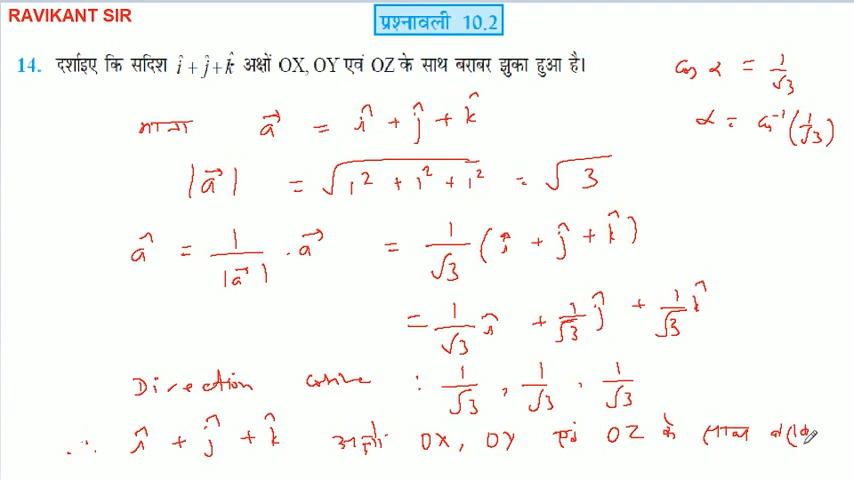 RAVIKANT SIR
प्रश्नावली 10.2
14. दर्शाइए कि सदिश î + ĵ + k̂ अक्षों OX, OY एवं OZ के साथ बराबर झुका हुआ है।
cos α = 1/√3
α = cos⁻¹(1/√3)
माना a⃗ = î + ĵ + k̂
|a⃗| = √(1² + 1² + 1²) = √3
â = 1/|a⃗| . a⃗ = 1/√3 (î + ĵ + k̂)
= 1/√3 î + 1/√3 ĵ + 1/√3 k̂
Direction cosine : 1/√3, 1/√3, 1/√3
∴ î + ĵ + k̂ अक्षों OX, OY एवं OZ के साथ